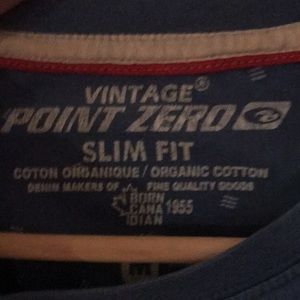 VINTAGE®
POINT ZERO
SLIM FIT
COTON ORGANIQUE / ORGANIC COTTON
DENIM MAKERS OF FINE QUALITY GOODS
BORN
CANA 1955
DIAN
M